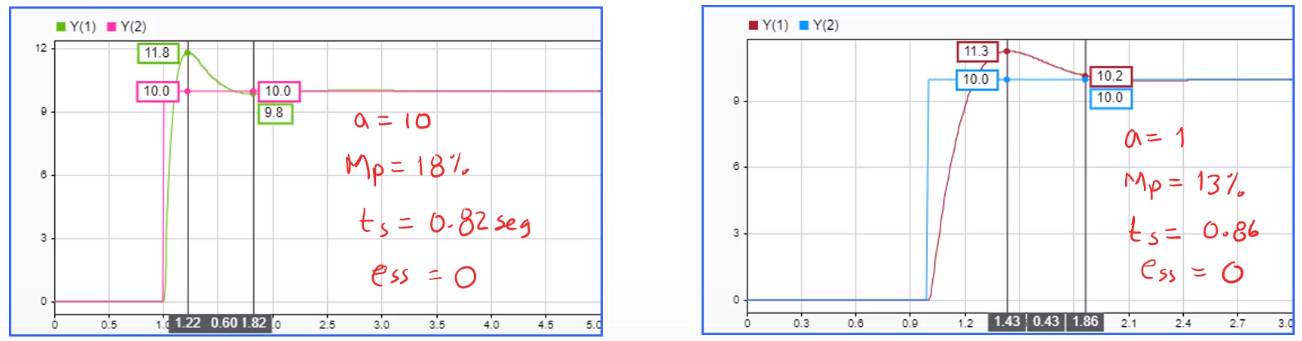 Y(1) Y(2)
12
11.8
10.0
10.0
9
9.8
6
3
0
0 0.5 1.0 1.22 0.60 1.82 2.0 2.5 3.0 3.5 4.0 4.5 5.0
a = 10
Mp = 18%
ts = 0.82 seg
ess = 0
Y(1) Y(2)
11.3
10.0
10.2
10.0
9
6
3
0
0 0.3 0.6 0.9 1.2 1.43 0.43 1.86 2.1 2.4 2.7 3.0
a = 1
Mp = 13%
ts = 0.86
ess = 0